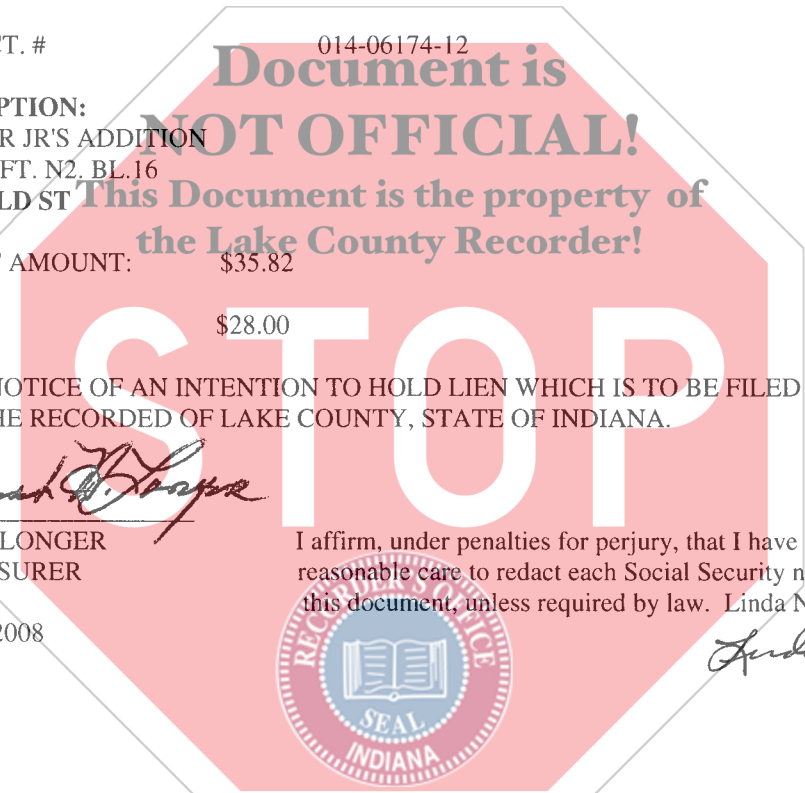 CT. # 014-06174-12
Document is
PTION:
NOT OFFICIAL!
R JR'S ADDITION
FT. N2. BL.16
This Document is the property of
LD ST
the Lake County Recorder!
AMOUNT: $35.82
$28.00
STOP
NOTICE OF AN INTENTION TO HOLD LIEN WHICH IS TO BE FILED
HE RECORDED OF LAKE COUNTY, STATE OF INDIANA.
LONGER
SURER
2008
I affirm, under penalties for perjury, that I have
reasonable care to redact each Social Security n
this document, unless required by law. Linda N
RECORDER'S OFFICE
SEAL
INDIANA